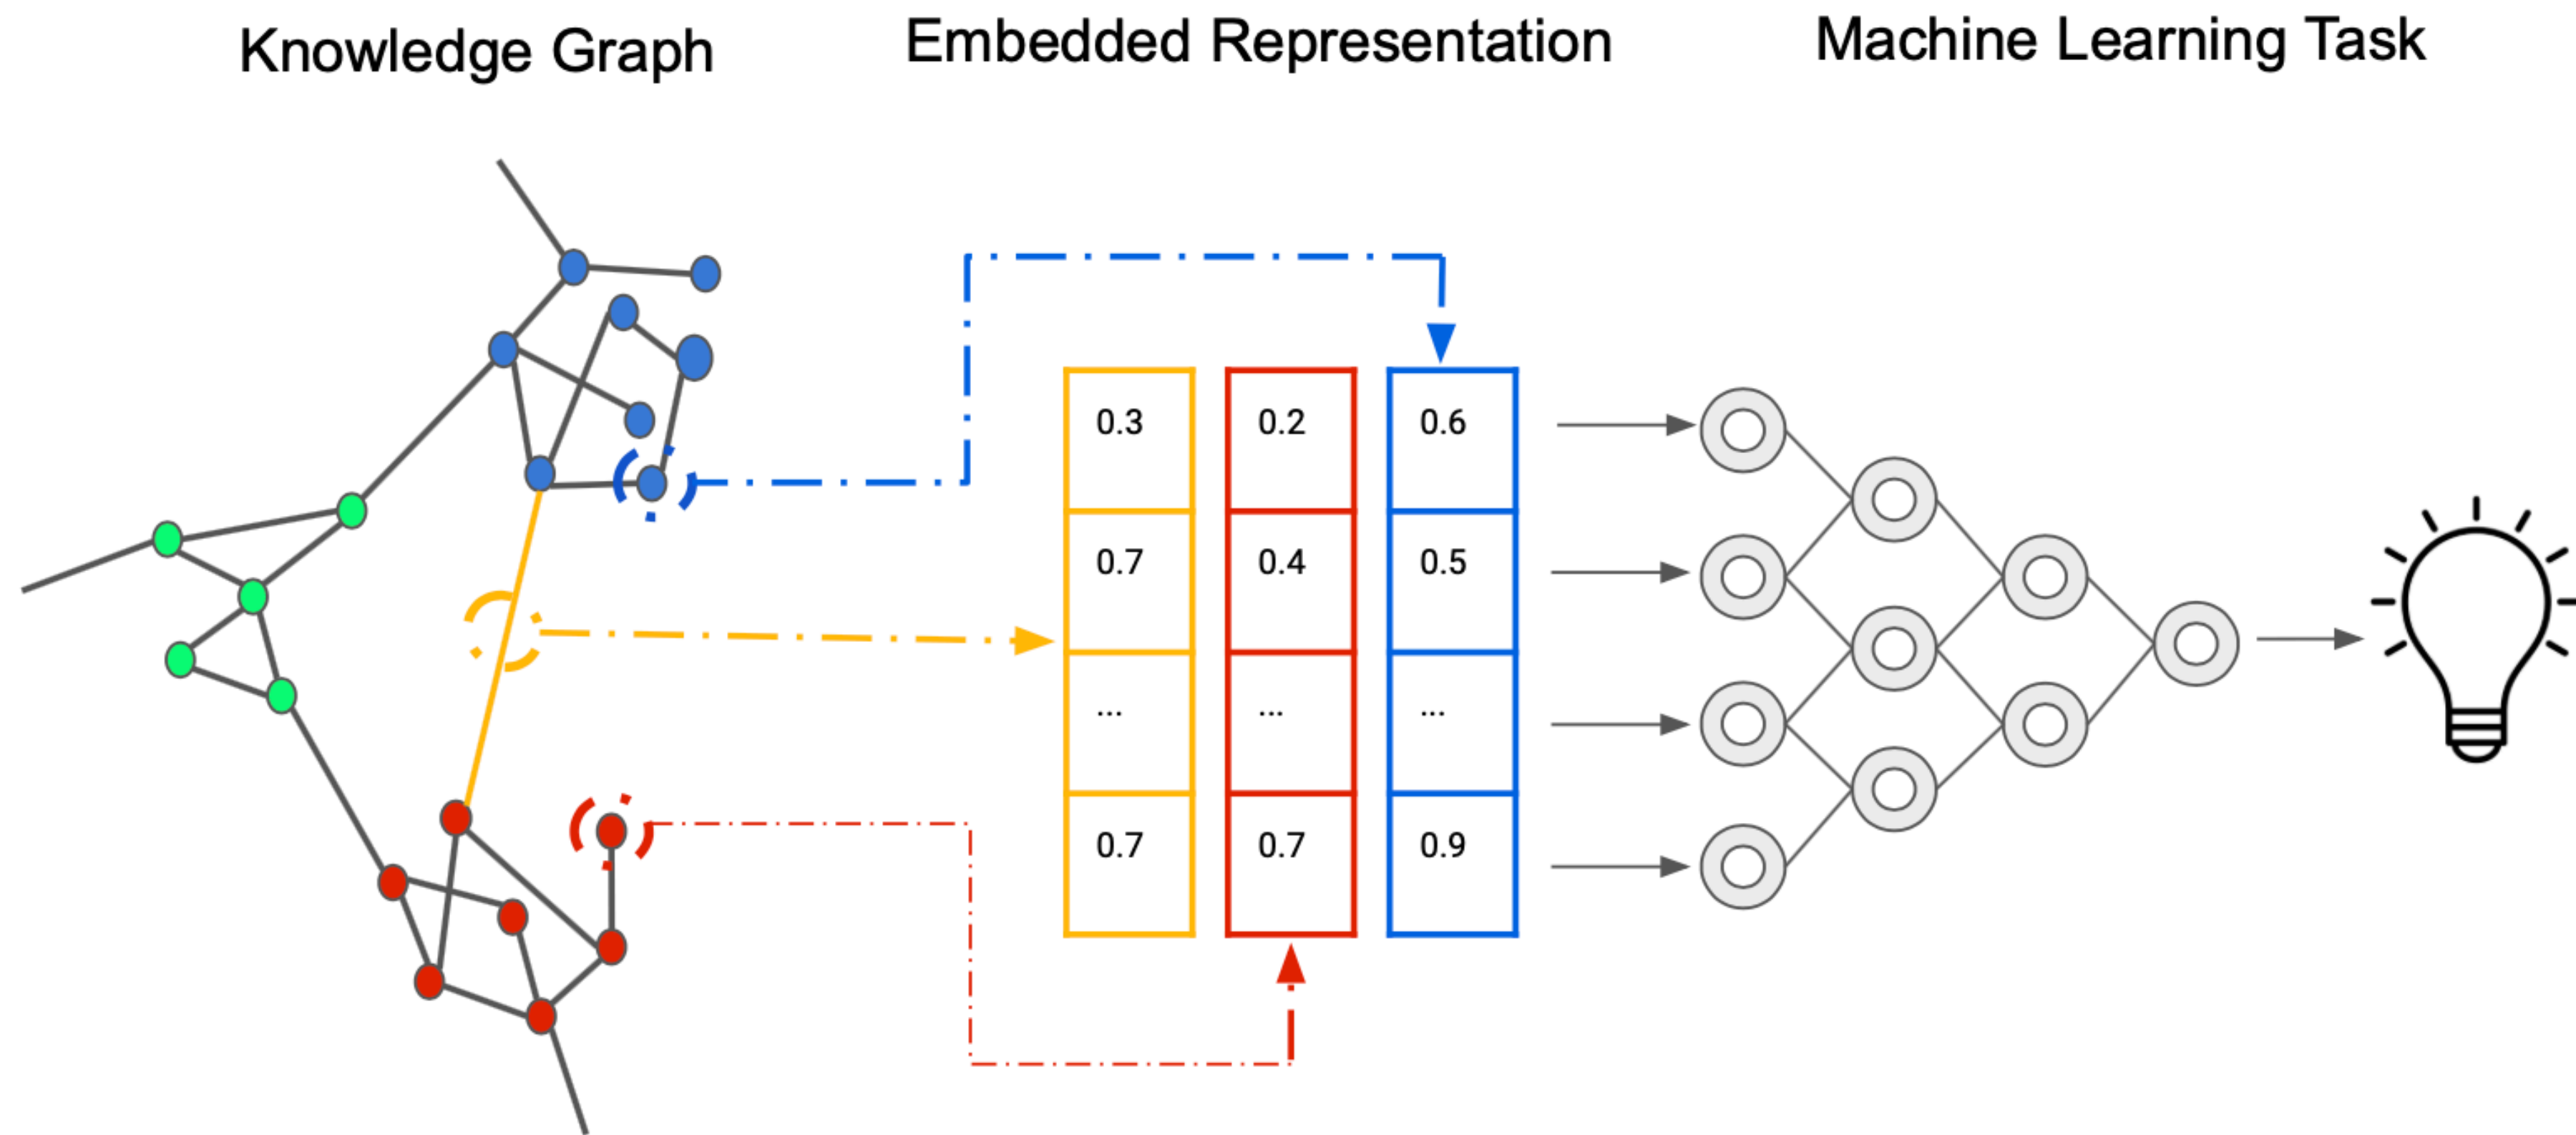 Knowledge Graph
Embedded Representation
Machine Learning Task
0.3 0.2 0.6
0.7 0.4 0.5
... ... ...
0.7 0.7 0.9